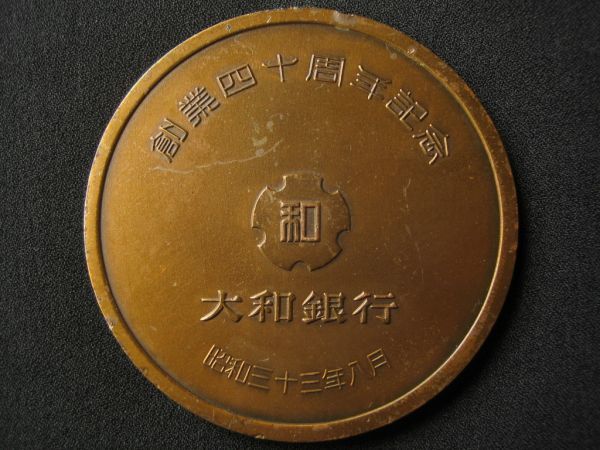 創業四十周年記念
和
大和銀行
昭和三十三年八月